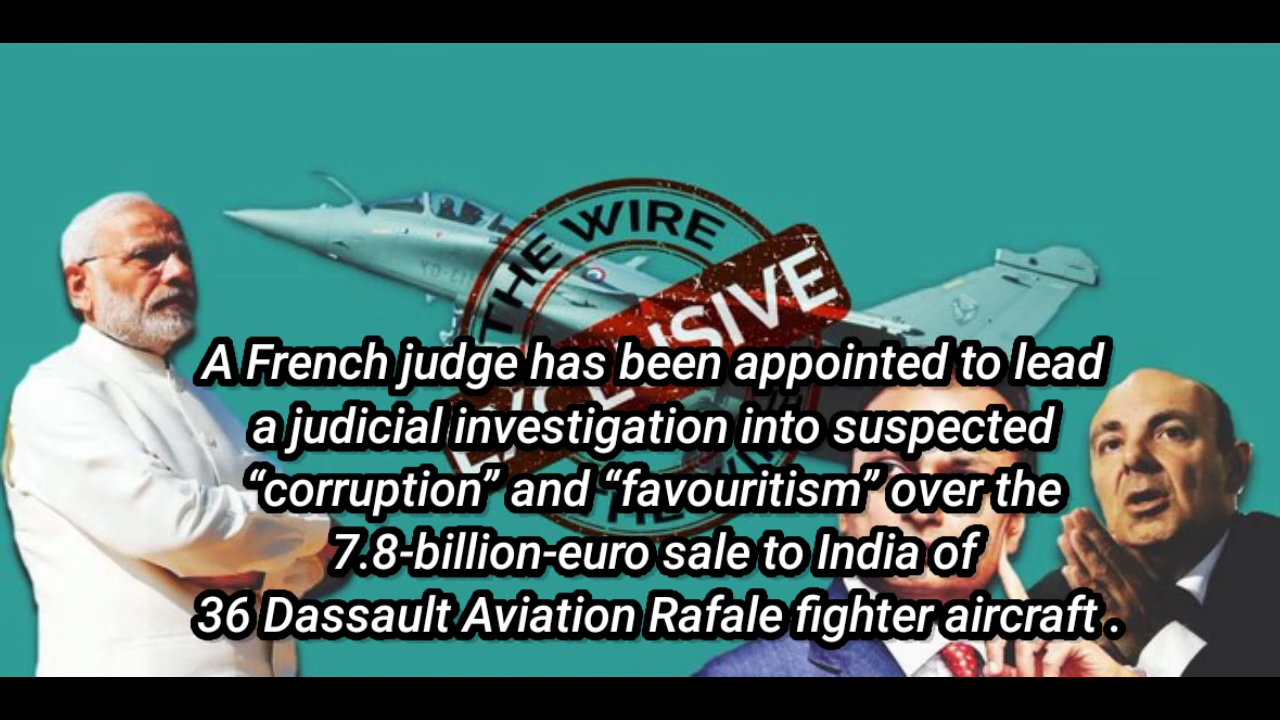 THE WIRE
EXCLUSIVE
A French judge has been appointed to lead
a judicial investigation into suspected
“corruption” and “favouritism” over the
7.8-billion-euro sale to India of
36 Dassault Aviation Rafale fighter aircraft .